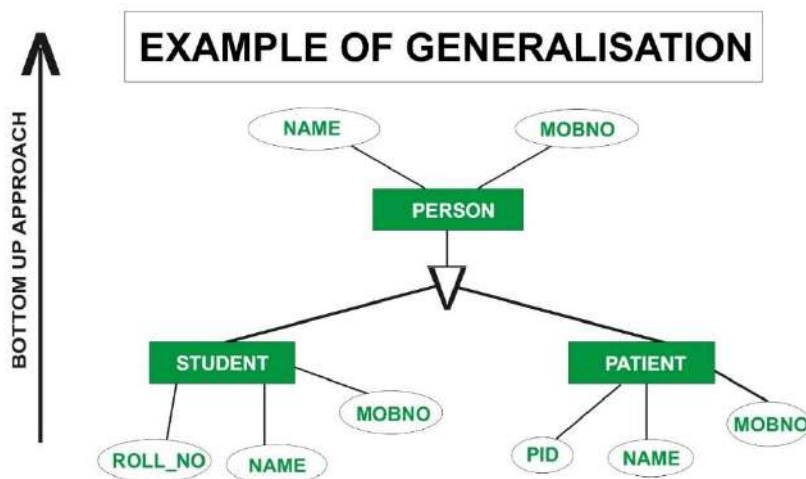 EXAMPLE OF GENERALISATION
BOTTOM UP APPROACH
NAME
MOBNO
PERSON
STUDENT
PATIENT
MOBNO
MOBNO
ROLL_NO
NAME
PID
NAME